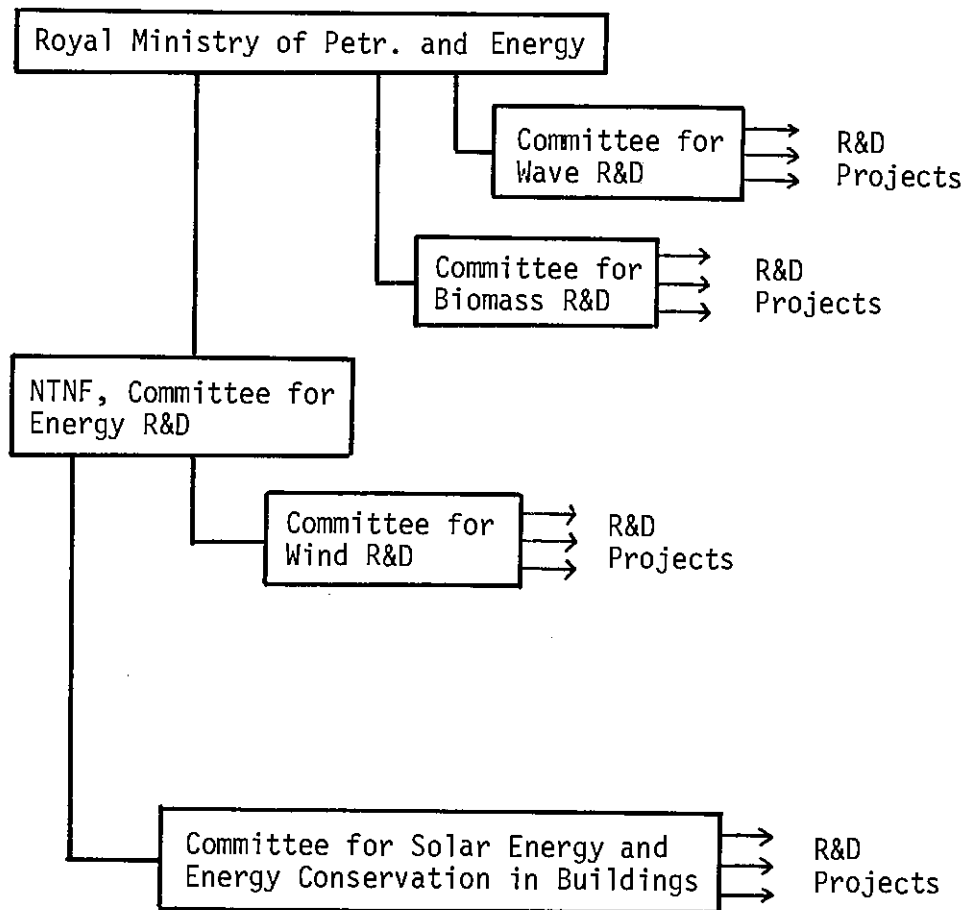 Royal Ministry of Petr. and Energy
Committee for
Wave R&D
R&D
Projects
Committee for
Biomass R&D
R&D
Projects
NTNF, Committee for
Energy R&D
Committee for
Wind R&D
R&D
Projects
Committee for Solar Energy and
Energy Conservation in Buildings
R&D
Projects